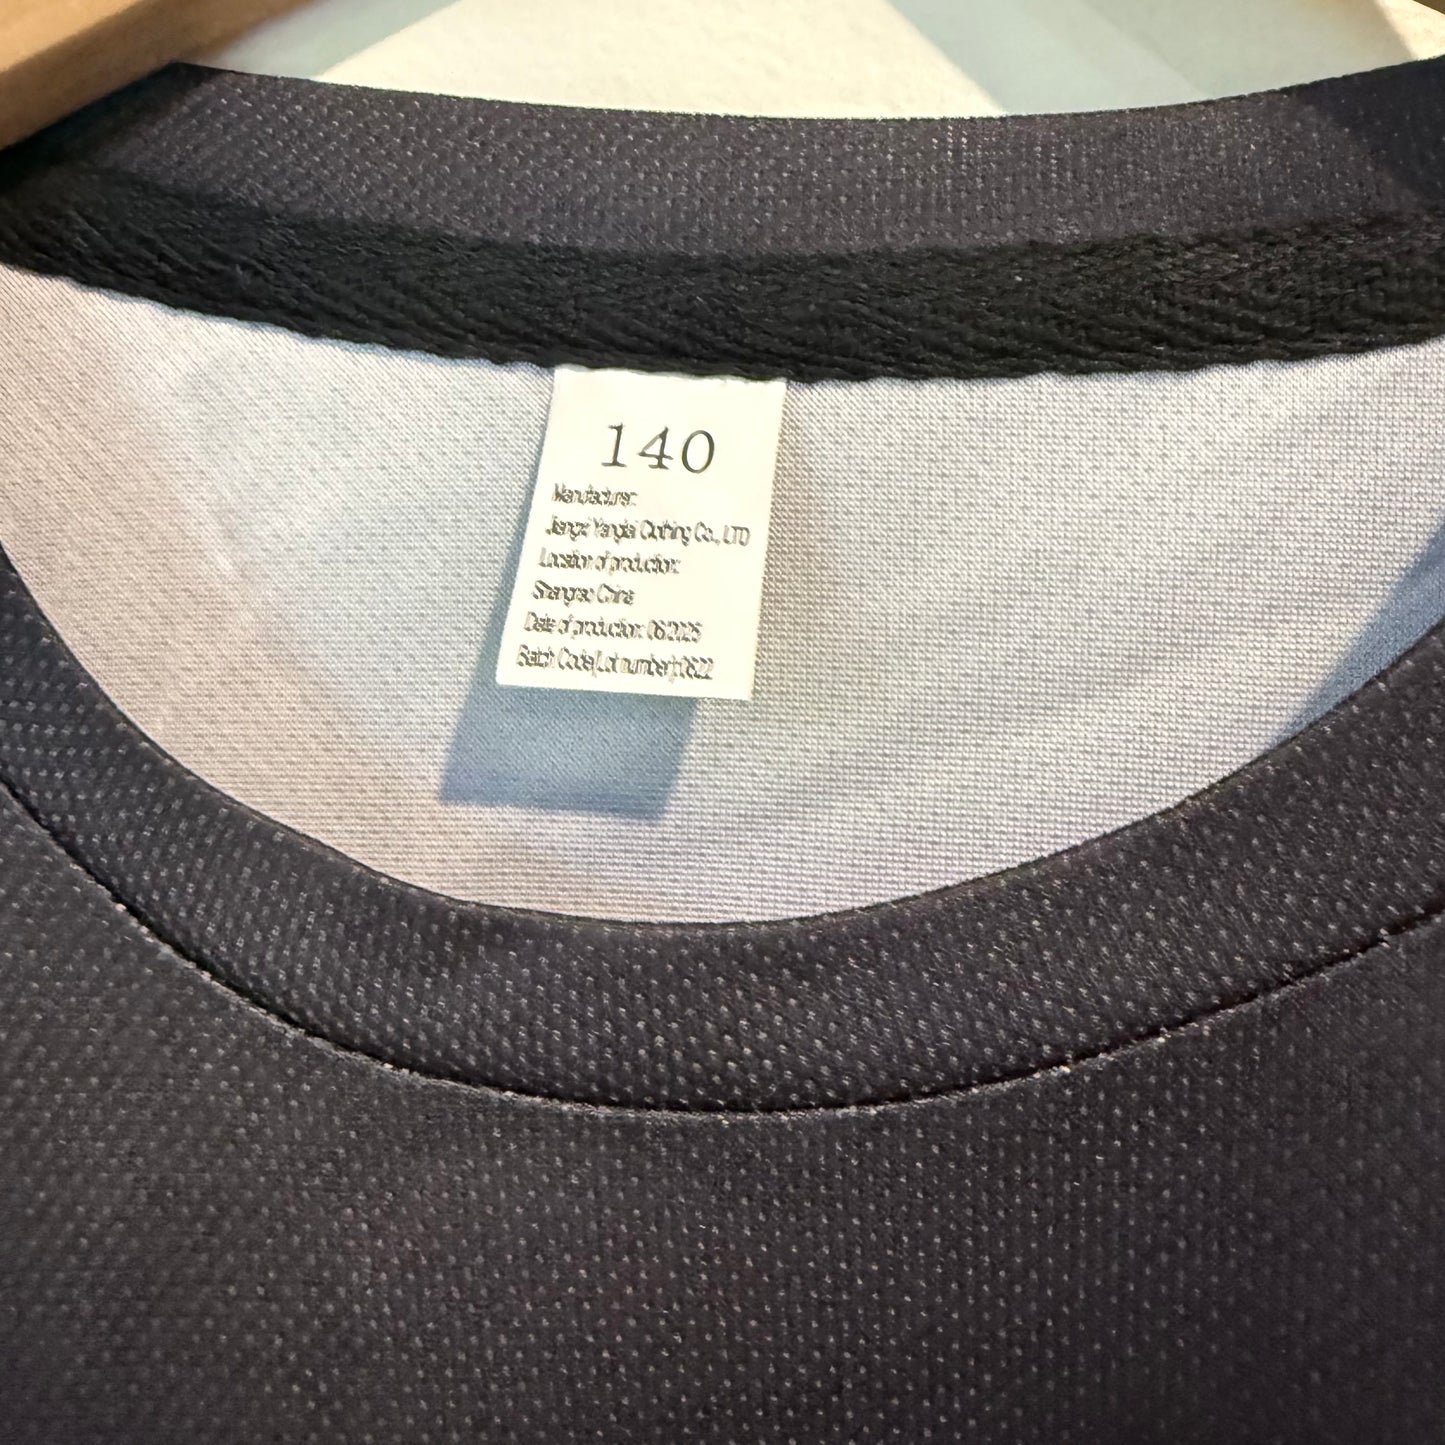 140
Manufacturer:
Jiangxi Clothing Co., LTD
Location of production:
Shangrao China
Date of production: 06/2025
Batch Code(Lot number): 0622